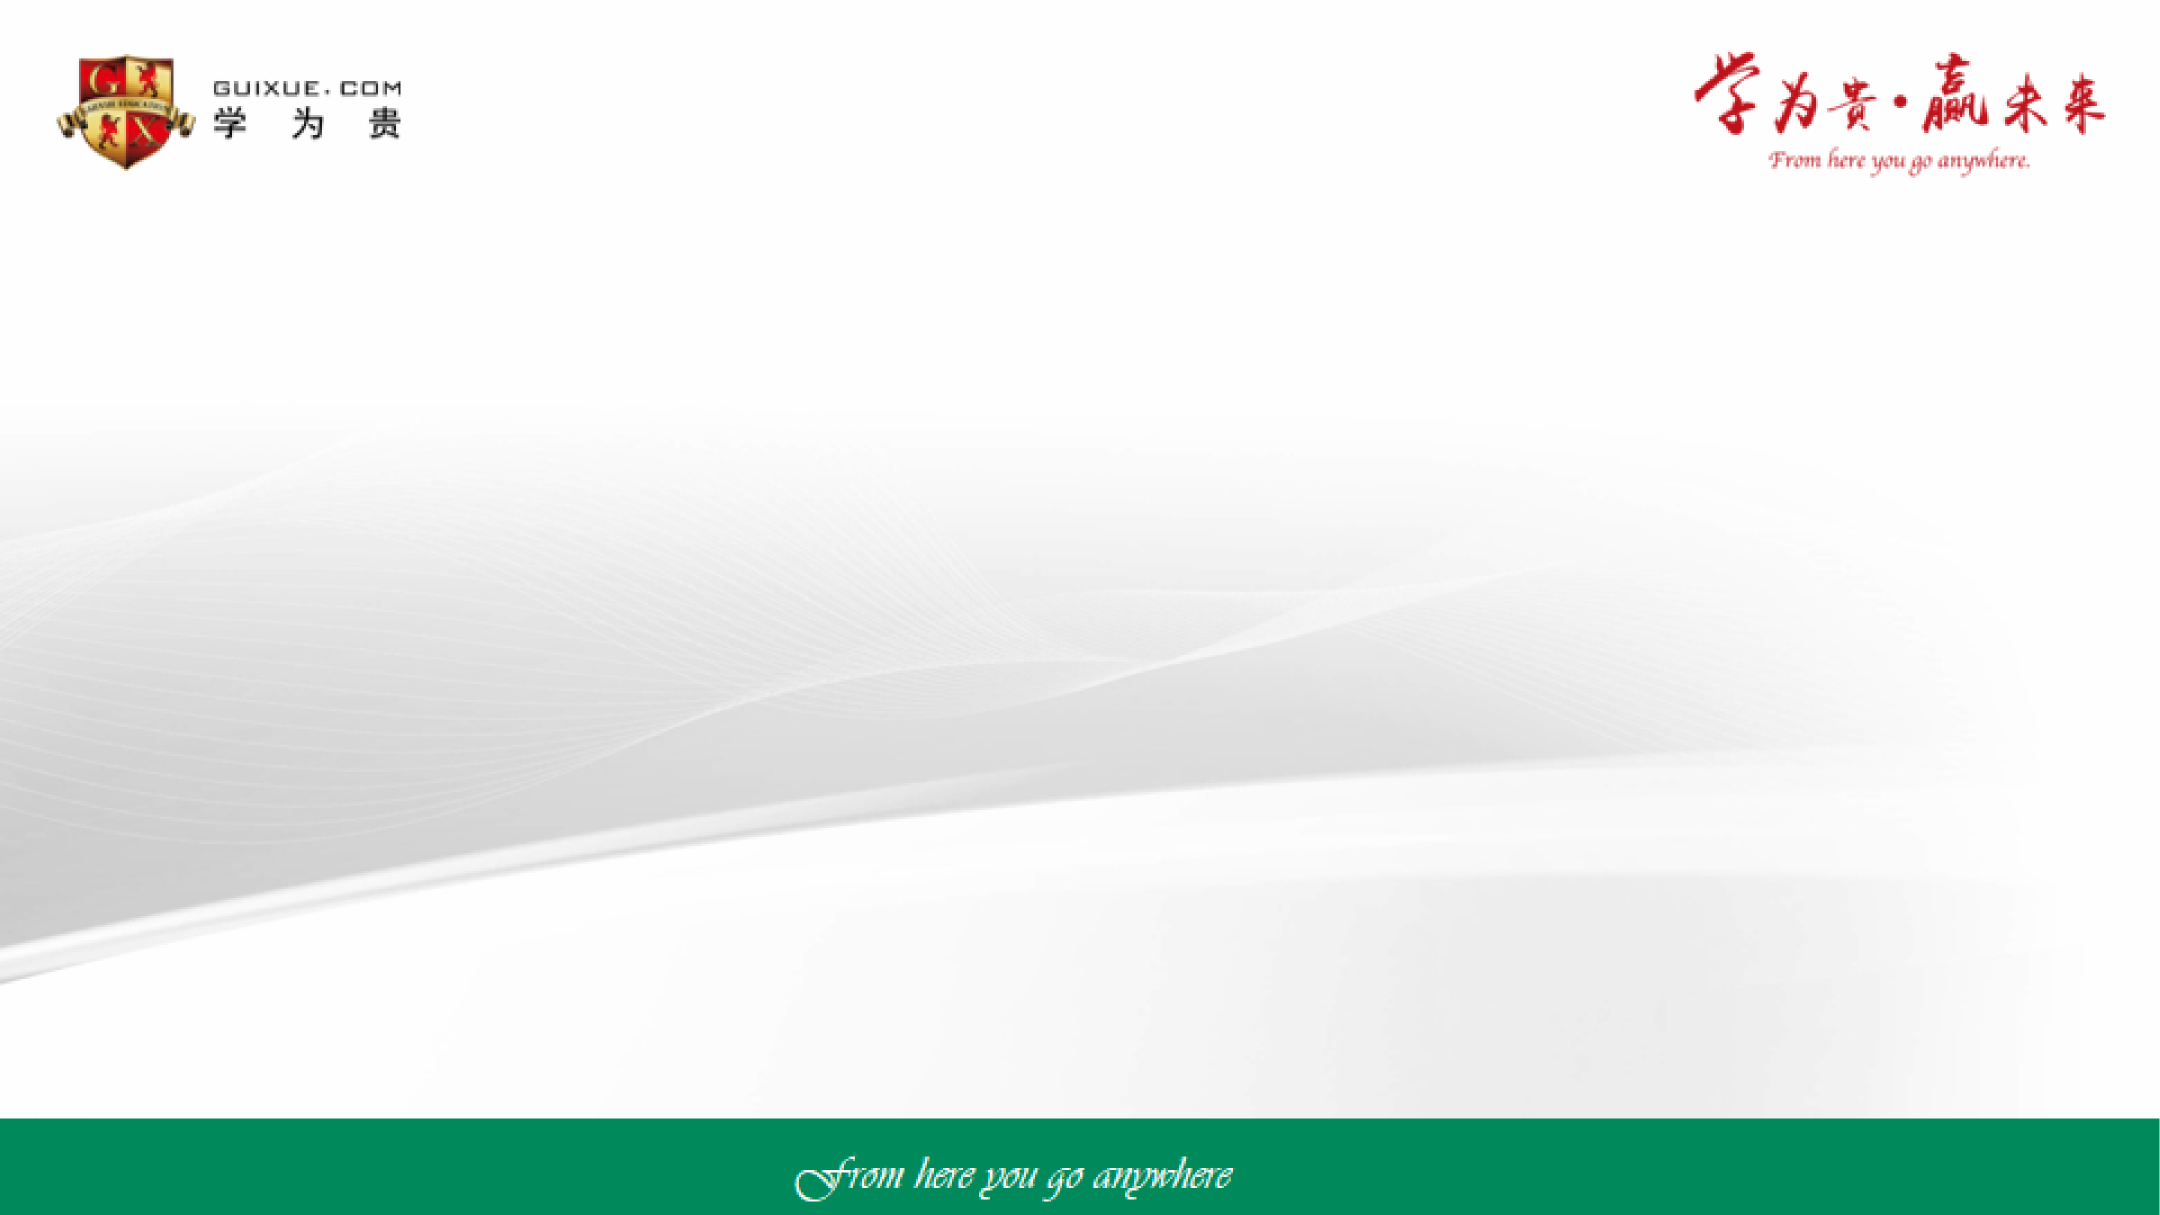 GUIXUE.COM
学为贵
学为贵·赢未来
From here you go anywhere.
From here you go anywhere